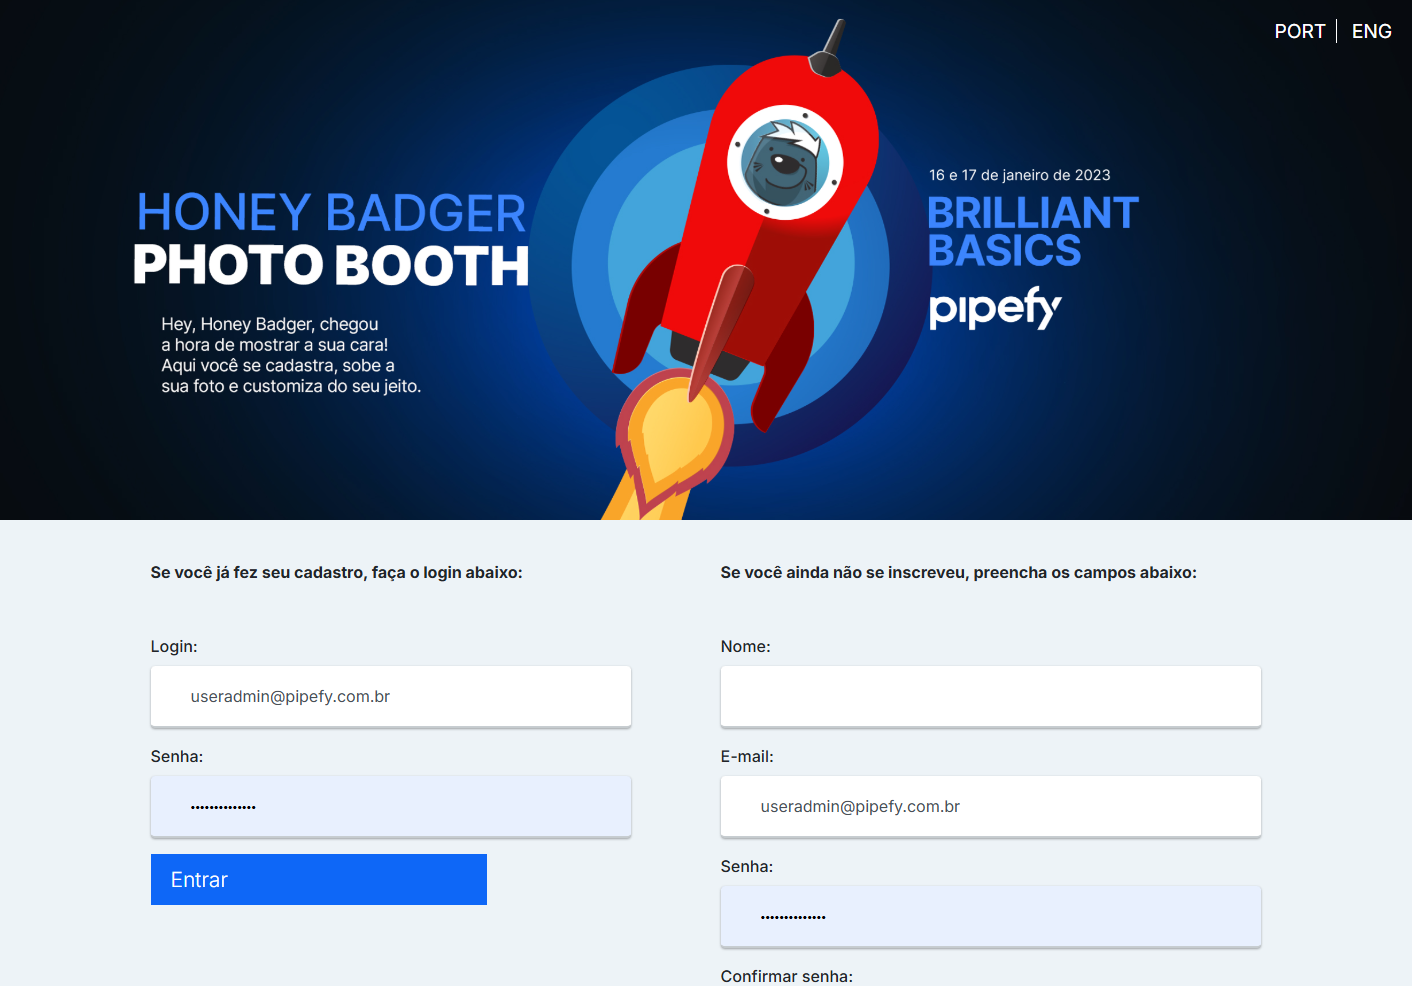 PORT | ENG
HONEY BADGER
PHOTO BOOTH
Hey, Honey Badger, chegou
a hora de mostrar a sua cara!
Aqui você se cadastra, sobe a
sua foto e customiza do seu jeito.
16 e 17 de janeiro de 2023
BRILLIANT
BASICS
pipefy
Se você já fez seu cadastro, faça o login abaixo:
Login:
useradmin@pipefy.com.br
Senha:
••••••••••••••
Entrar
Se você ainda não se inscreveu, preencha os campos abaixo:
Nome:
E-mail:
useradmin@pipefy.com.br
Senha:
••••••••••••••
Confirmar senha: